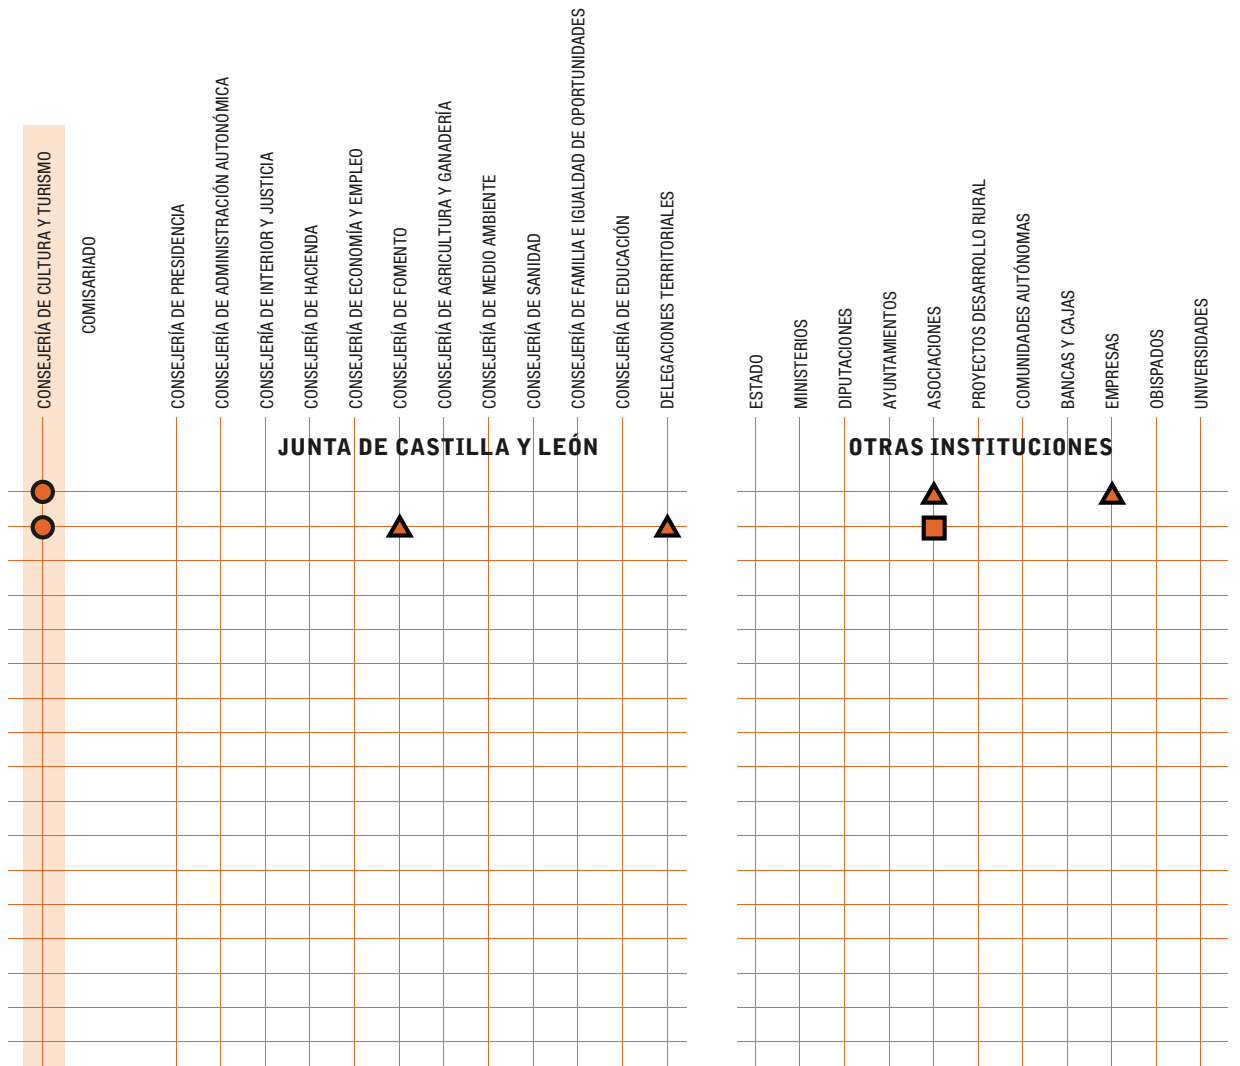 CONSEJERÍA DE CULTURA Y TURISMO
COMISARIADO
CONSEJERÍA DE PRESIDENCIA
CONSEJERÍA DE ADMINISTRACIÓN AUTONÓMICA
CONSEJERÍA DE INTERIOR Y JUSTICIA
CONSEJERÍA DE HACIENDA
CONSEJERÍA DE ECONOMÍA Y EMPLEO
CONSEJERÍA DE FOMENTO
CONSEJERÍA DE AGRICULTURA Y GANADERÍA
CONSEJERÍA DE MEDIO AMBIENTE
CONSEJERÍA DE SANIDAD
CONSEJERÍA DE FAMILIA E IGUALDAD DE OPORTUNIDADES
CONSEJERÍA DE EDUCACIÓN
DELEGACIONES TERRITORIALES
ESTADO
MINISTERIOS
DIPUTACIONES
AYUNTAMIENTOS
ASOCIACIONES
PROYECTOS DESARROLLO RURAL
COMUNIDADES AUTÓNOMAS
BANCAS Y CAJAS
EMPRESAS
OBISPADOS
UNIVERSIDADES
JUNTA DE CASTILLA Y LEÓN
OTRAS INSTITUCIONES